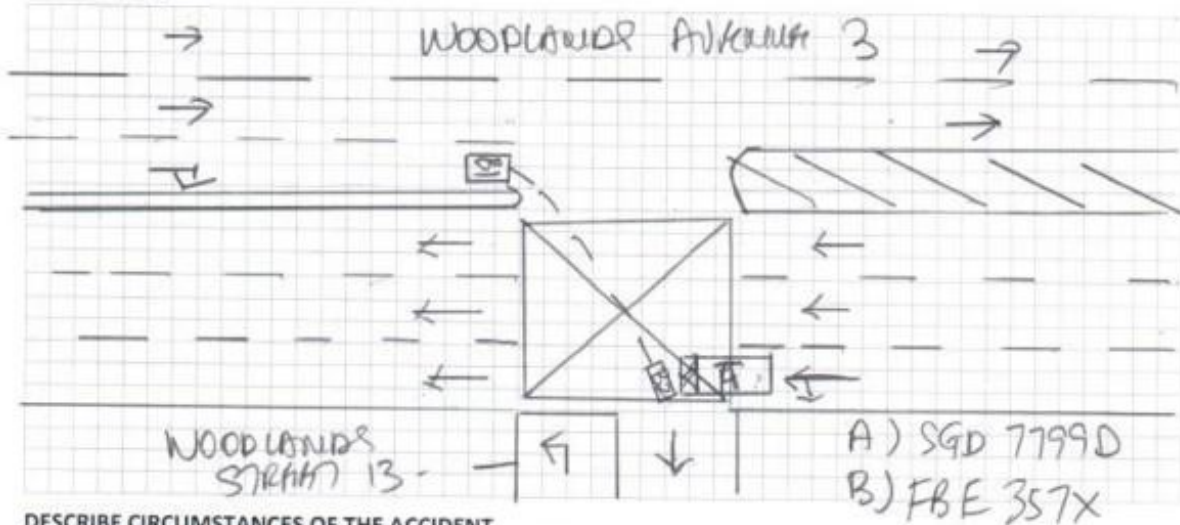 WOODLANDS AVENUE 3
B
B
A
WOODLANDS
STREET 13
A) SGD 7799D
B) FBE 357X
DESCRIBE CIRCUMSTANCES OF THE ACCIDENT